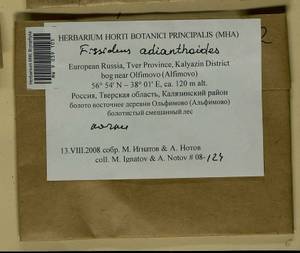 HERBARIUM HORTI BOTANICI PRINCIPALIS (MHA)
Fissidens adianthoides
European Russia, Tver Province, Kalyazin District
bog near Olfimovo (Alfimovo)
56° 54' N – 38° 01' E, ca. 120 m alt.
Россия, Тверская область, Калязинский район
болото восточнее деревни Ольфимово (Альфимово)
болотистый смешанный лес
13.VIII.2008 собр. М. Игнатов & А. Нотов
coll. M. Ignatov & A. Notov # 08-124